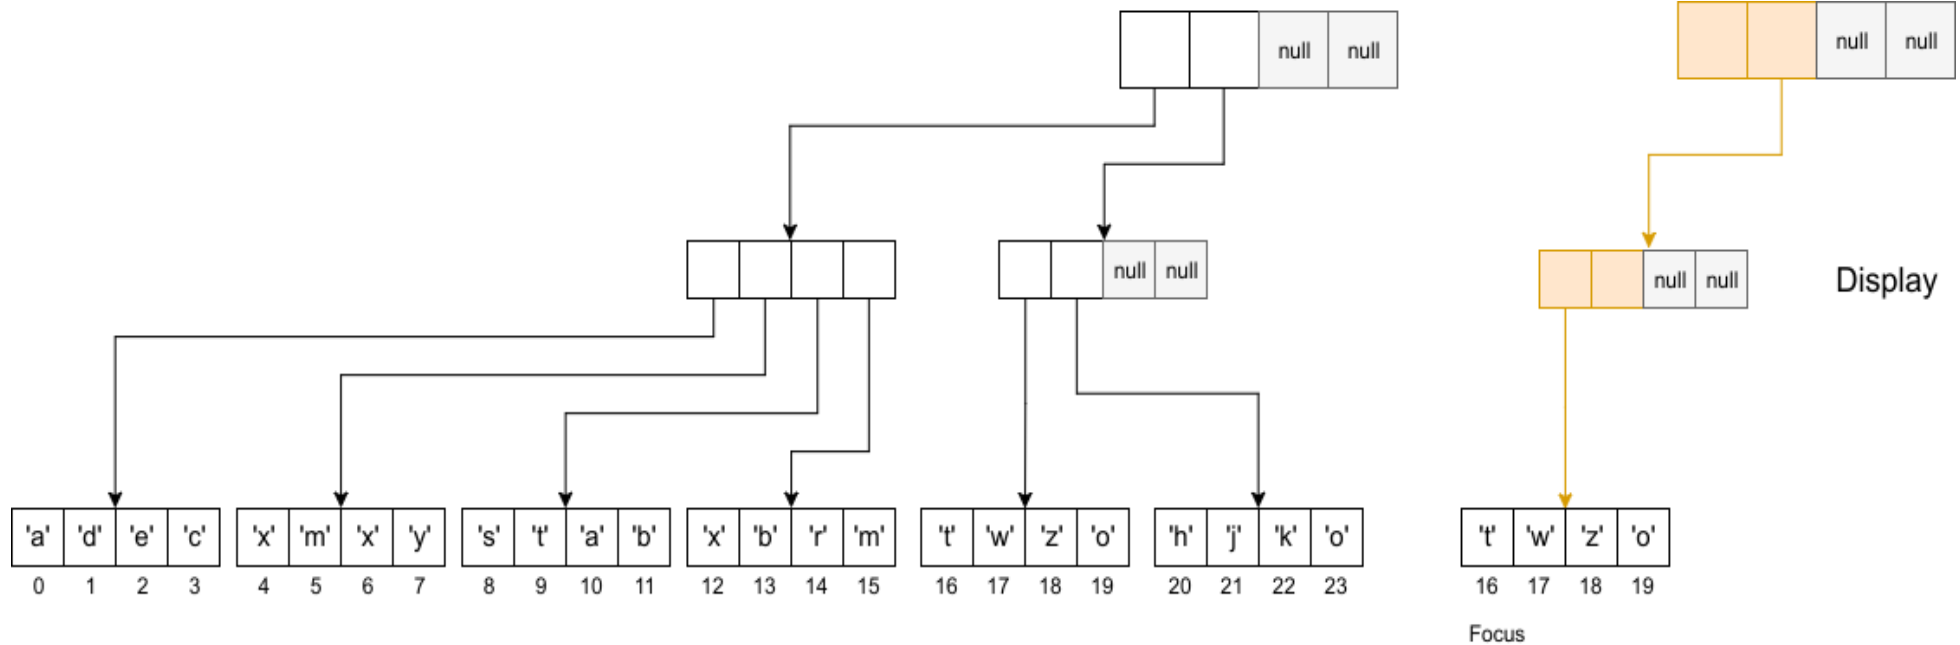 null null
null null
null null
null null
Display
'a' 'd' 'e' 'c' 'x' 'm' 'x' 'y' 's' 't' 'a' 'b' 'x' 'b' 'r' 'm' 't' 'w' 'z' 'o' 'h' 'j' 'k' 'o' 't' 'w' 'z' 'o'
0 1 2 3 4 5 6 7 8 9 10 11 12 13 14 15 16 17 18 19 20 21 22 23 16 17 18 19
Focus